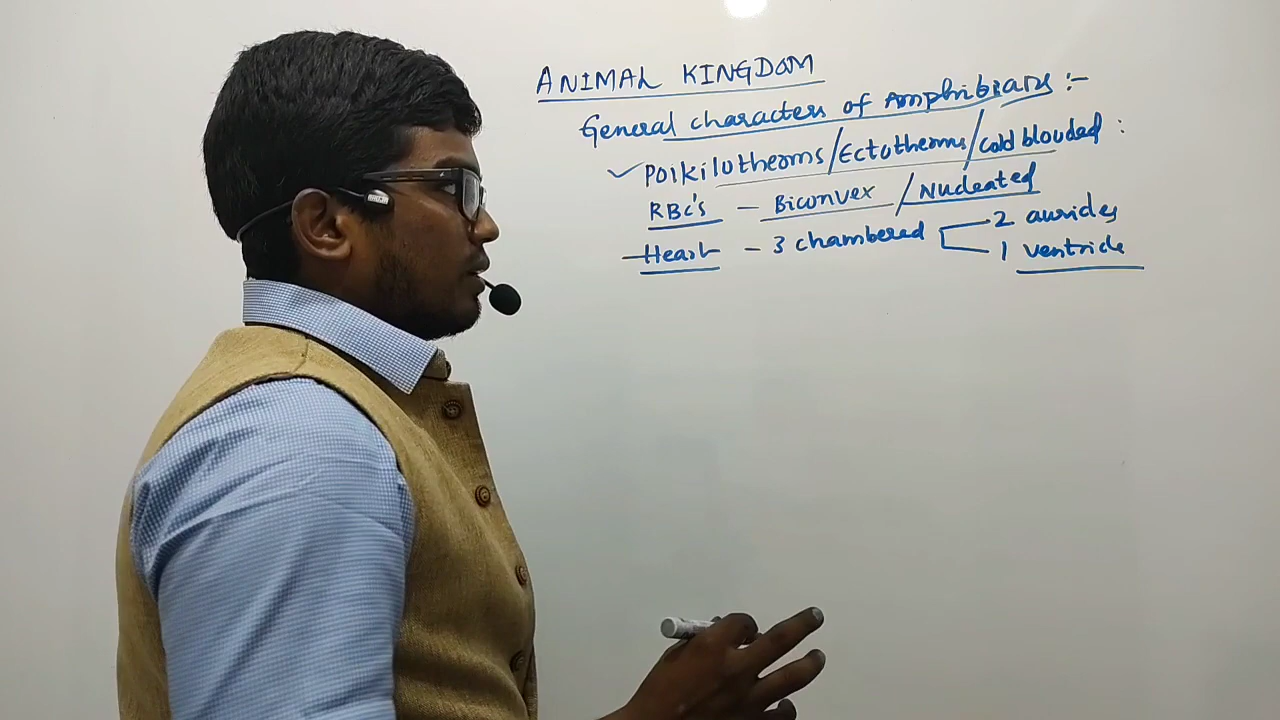 ANIMAL KINGDOM
General characters of Amphibians :-
✓ Poikilotherms / Ectotherms / Cold blooded :
RBC's - Biconvex / Nucleated
- Heart - 3 chambered 2 auricles
1 ventricle